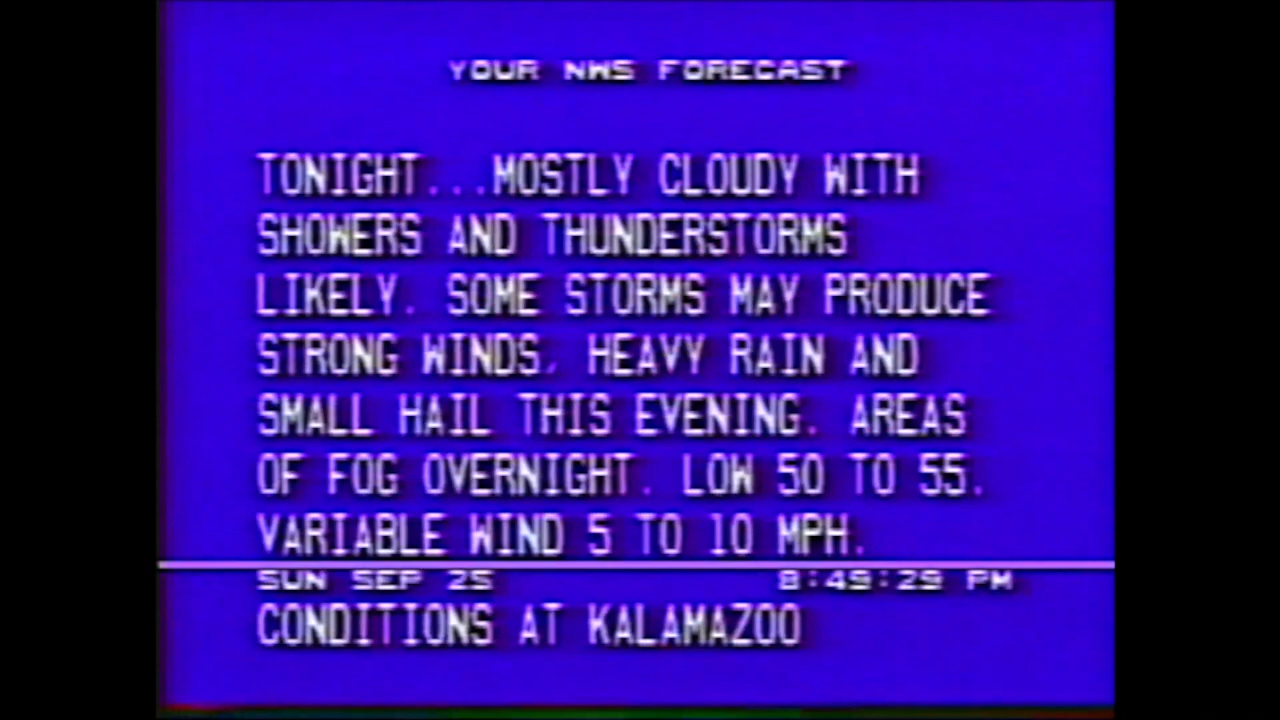 YOUR NWS FORECAST
TONIGHT...MOSTLY CLOUDY WITH
SHOWERS AND THUNDERSTORMS
LIKELY. SOME STORMS MAY PRODUCE
STRONG WINDS, HEAVY RAIN AND
SMALL HAIL THIS EVENING. AREAS
OF FOG OVERNIGHT. LOW 50 TO 55.
VARIABLE WIND 5 TO 10 MPH.
SUN SEP 25 8:49:29 PM
CONDITIONS AT KALAMAZOO